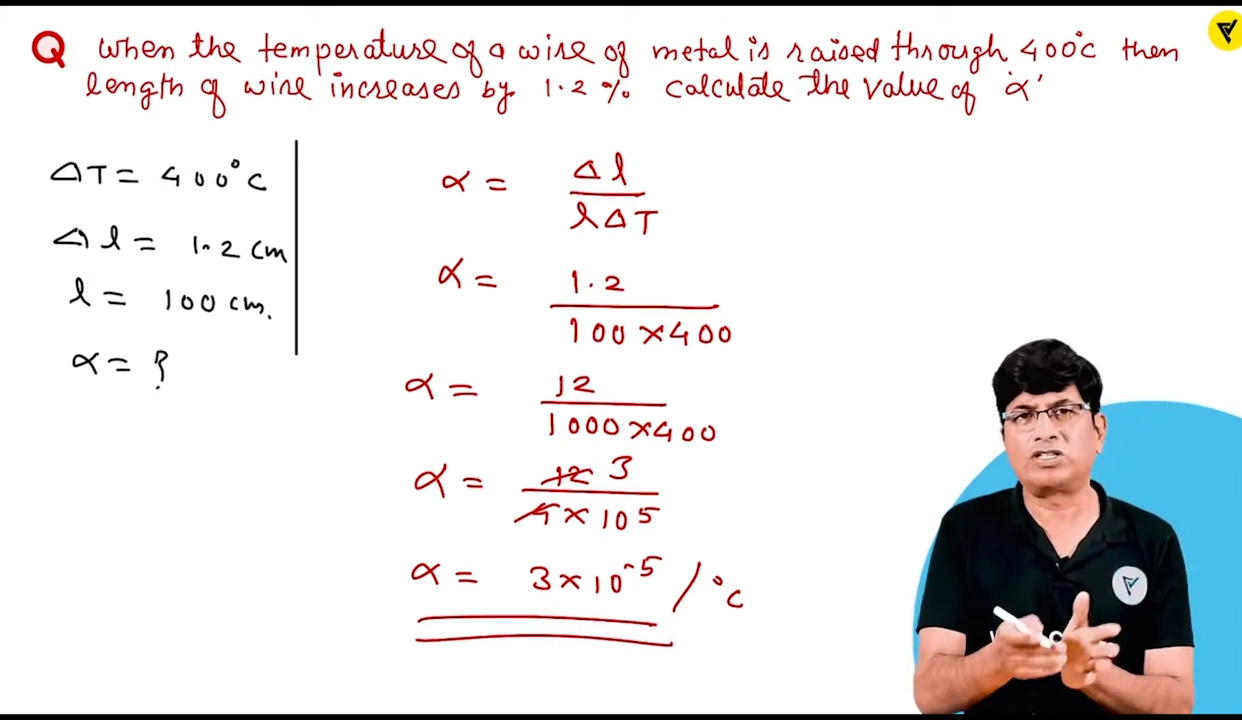 Q When the temperature of a wire of metal is raised through 400°C then
length of wire increases by 1.2 % calculate the value of 'α'
ΔT = 400°C
Δl = 1.2 cm
l = 100 cm.
α = ?
α = Δl / lΔT
α = 1.2 / 100 × 400
α = 12 / 1000 × 400
α = 12 3 / 4 × 10^5
α = 3 × 10^-5 / °C